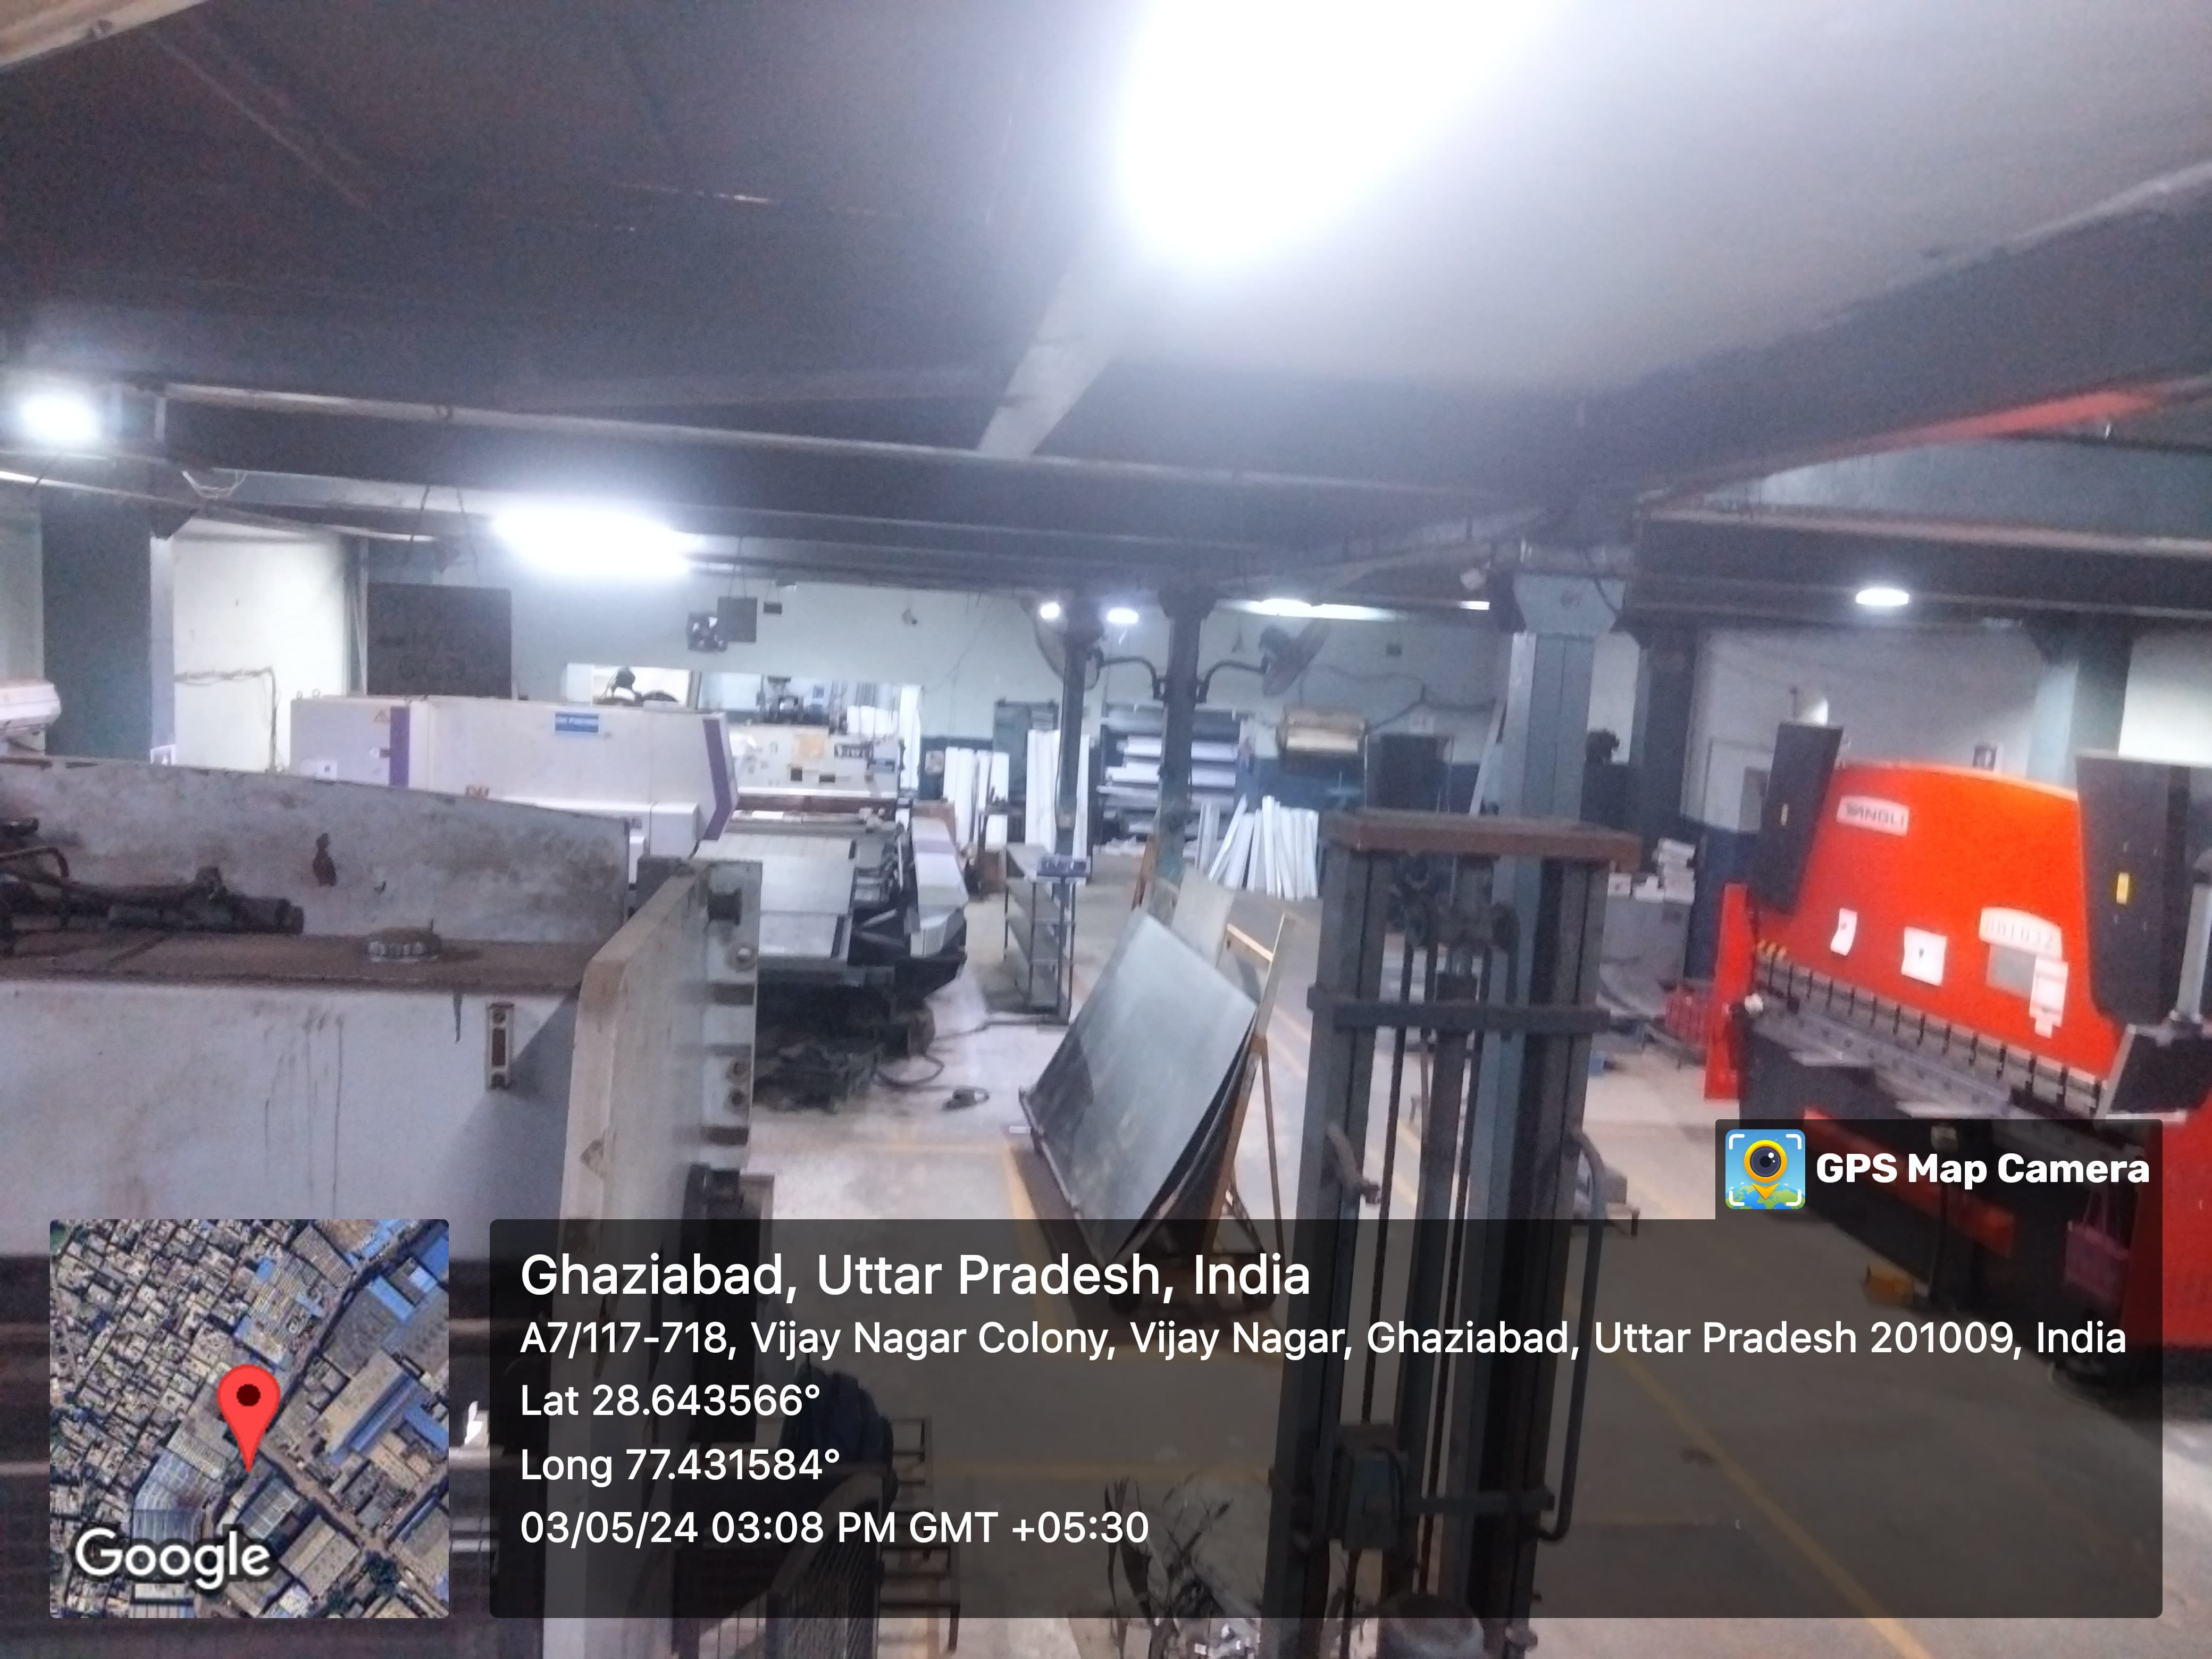 YANGLI
GPS Map Camera
Ghaziabad, Uttar Pradesh, India
A7/117-718, Vijay Nagar Colony, Vijay Nagar, Ghaziabad, Uttar Pradesh 201009, India
Lat 28.643566°
Long 77.431584°
03/05/24 03:08 PM GMT +05:30
Google